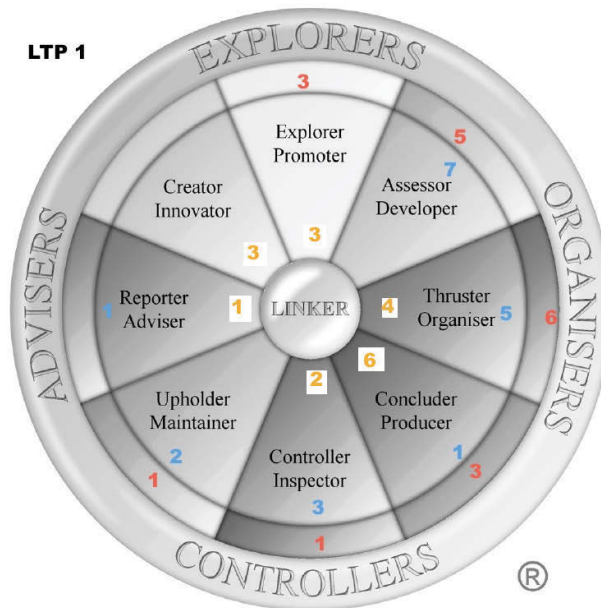 LTP 1
EXPLORERS
3
Explorer
Promoter
3
5
7
Assessor
Developer
Creator
Innovator
3
ADVISERS
ORGANISERS
1
Reporter
Adviser
1
LINKER
4
Thruster
Organiser
5
6
6
2
Upholder
Maintainer
2
1
Controller
Inspector
3
1
Concluder
Producer
1
3
CONTROLLERS
®